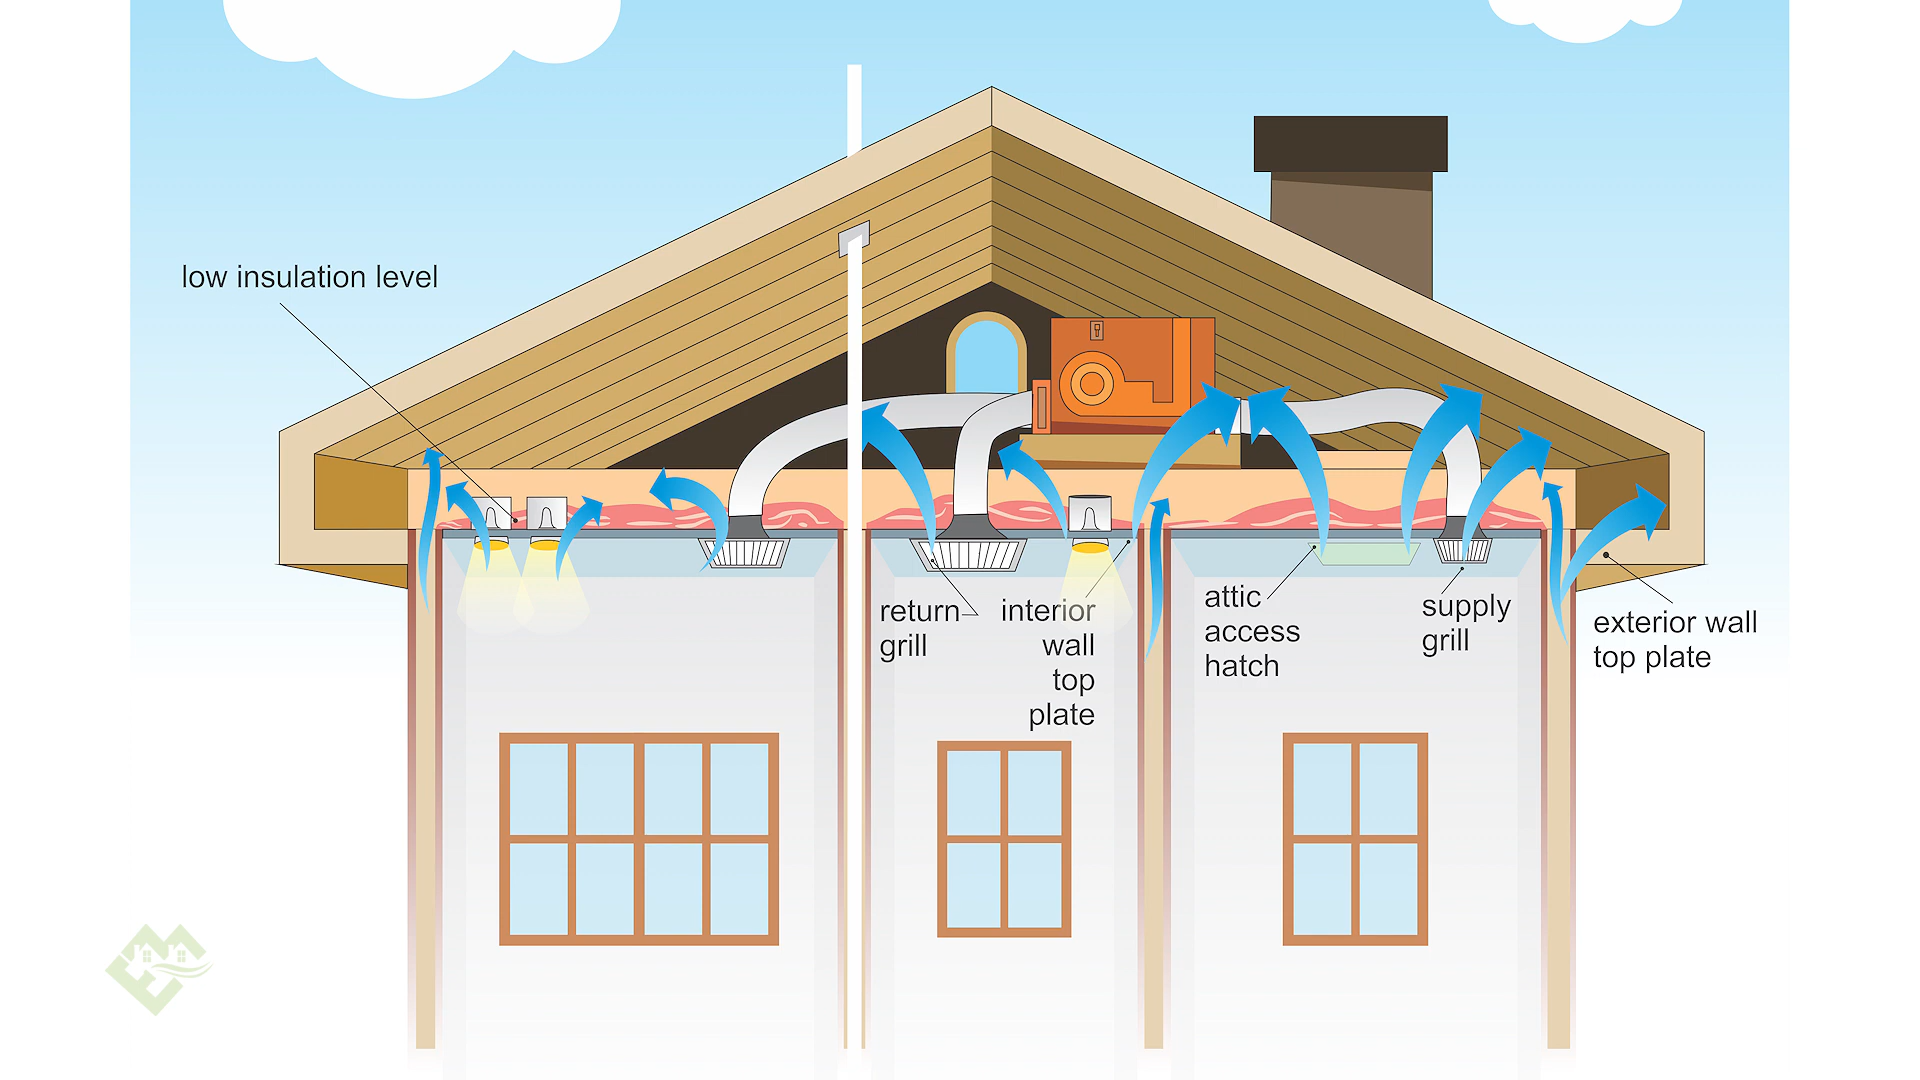 low insulation level
return
grill
interior
wall
top
plate
attic
access
hatch
supply
grill
exterior wall
top plate